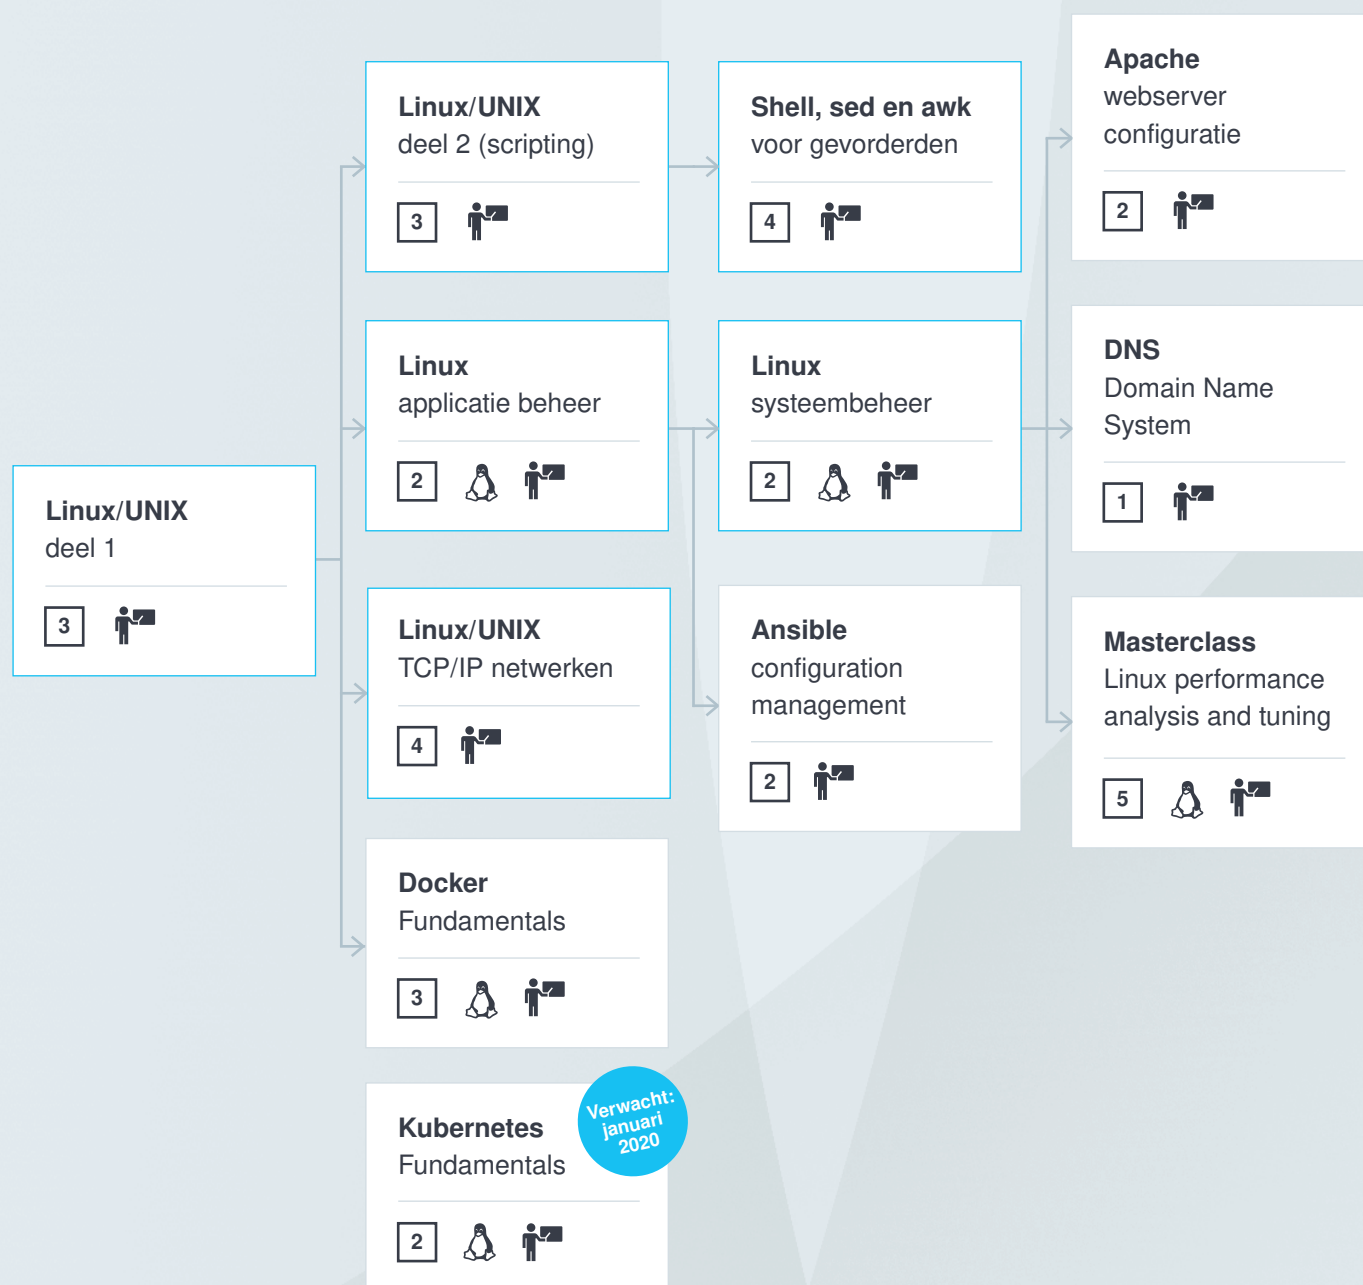 Linux/UNIX
deel 1
3
Linux/UNIX
deel 2 (scripting)
3
Linux
applicatie beheer
2
Linux/UNIX
TCP/IP netwerken
4
Docker
Fundamentals
3
Kubernetes
Fundamentals
2
Verwacht:
januari
2020
Shell, sed en awk
voor gevorderden
4
Linux
systeembeheer
2
Ansible
configuration
management
2
Apache
webserver
configuratie
2
DNS
Domain Name
System
1
Masterclass
Linux performance
analysis and tuning
5